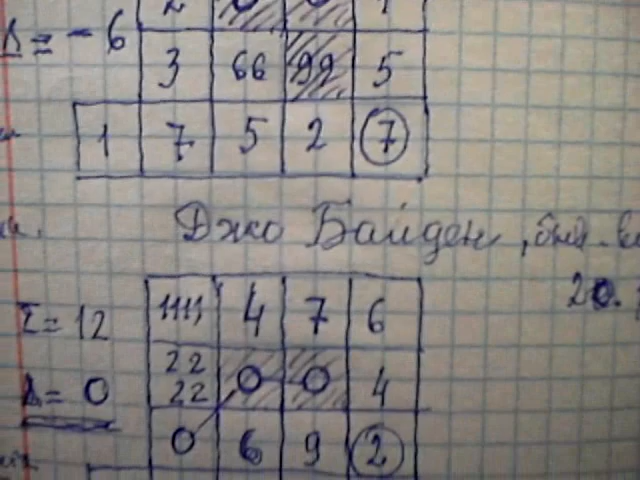 Δ = - 6
3 66 99 5
1 7 5 2 7
Джо Байден,
Σ = 12 1111 4 7 6
22 22 0 0 4
Δ = 0
0 6 9 2